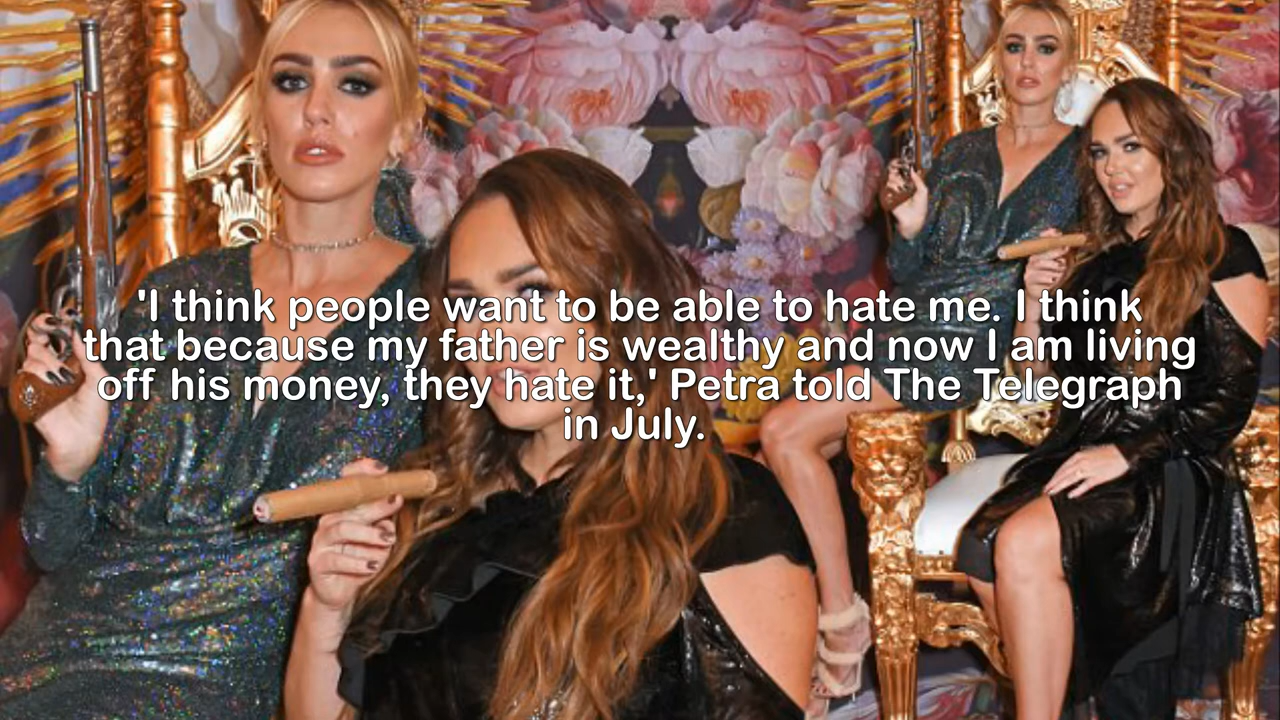 'I think people want to be able to hate me. I think
that because my father is wealthy and now I am living
off his money, they hate it,' Petra told The Telegraph
in July.